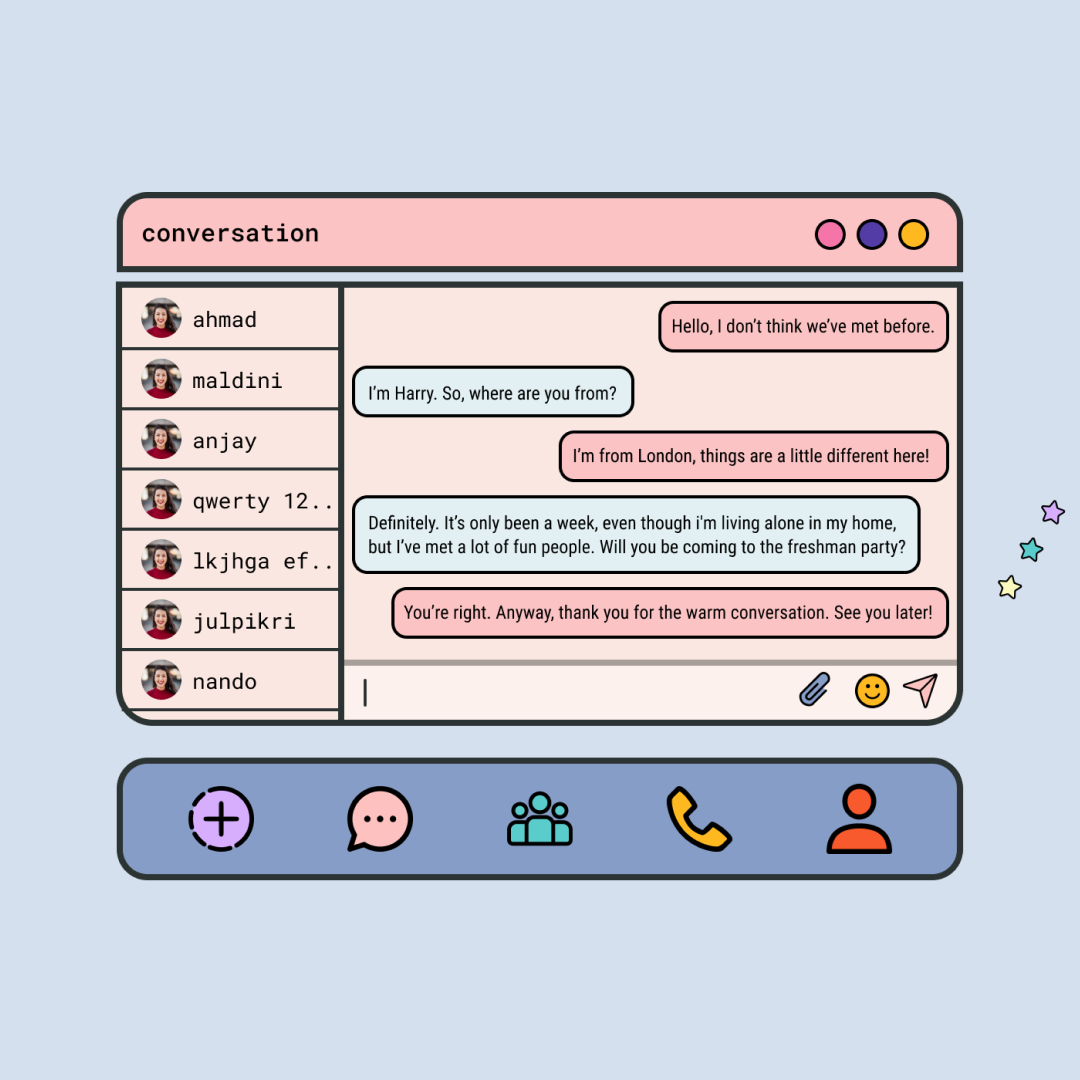 conversation
ahmad
maldini
anjay
qwerty 12..
lkjhga ef..
julpikri
nando
Hello, I don’t think we’ve met before.
I’m Harry. So, where are you from?
I’m from London, things are a little different here!
Definitely. It’s only been a week, even though i'm living alone in my home,
but I’ve met a lot of fun people. Will you be coming to the freshman party?
You’re right. Anyway, thank you for the warm conversation. See you later!